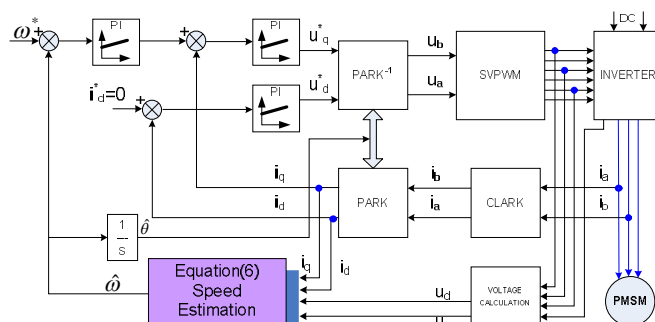 DC
ω*
+
PI
+
PI
u*q
PARK-1
ub
ua
SVPWM
INVERTER
i*d=0
+
PI
u*d
iq
id
PARK
ib
ia
CLARK
ia
ib
1
s
θ̂
ω̂
Equation(6)
Speed
Estimation
iq
id
ud
VOLTAGE
CALCULATION
PMSM